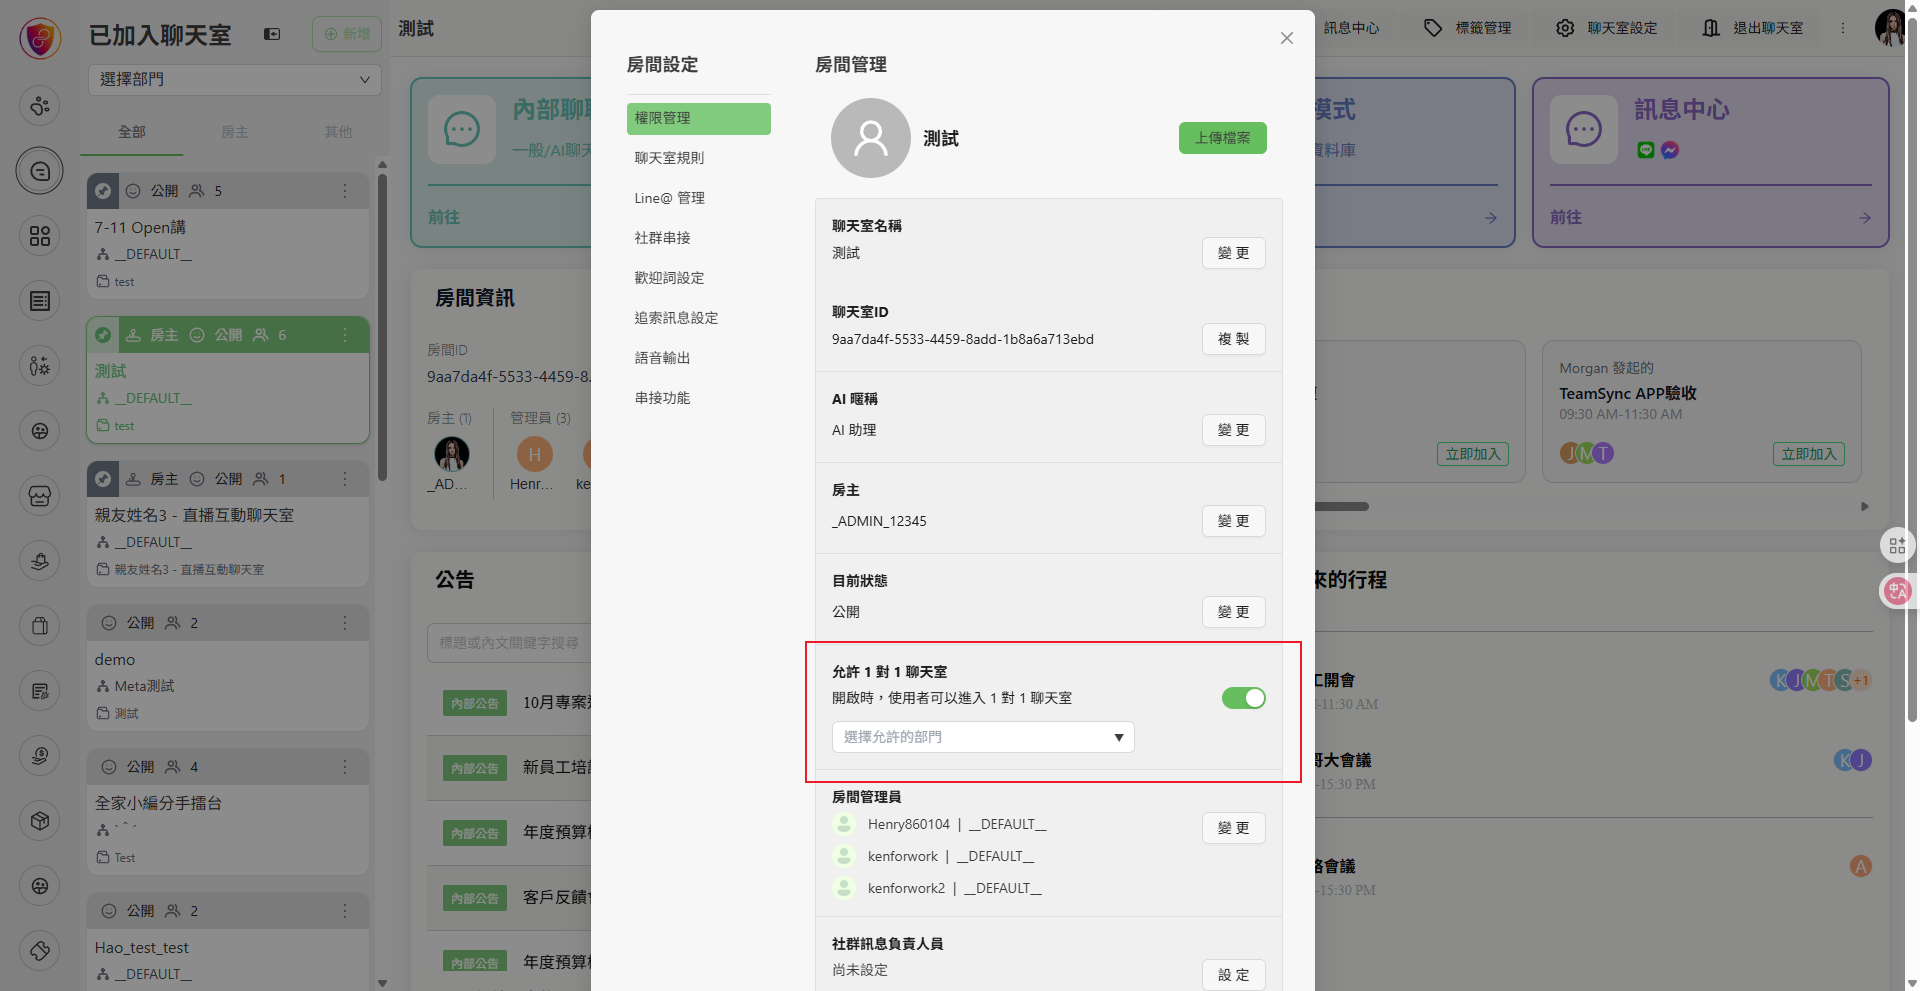 已加入聊天室
新增
選擇部門
全部
房主
其他
公開 5
7-11 Open講
__DEFAULT__
test
房主 公開 6
測試
__DEFAULT__
test
房主 公開 1
親友姓名3 - 直播互動聊天室
__DEFAULT__
親友姓名3 - 直播互動聊天室
公開 2
demo
Meta測試
測試
公開 4
全家小編分手擂台
Test
公開 2
Hao_test_test
__DEFAULT__
測試
訊息中心
標籤管理
聊天室設定
退出聊天室
內部聊
一般/AI聊天
前往
模式
資料庫
訊息中心
前往
房間資訊
房間ID
9aa7da4f-5533-4459-8
房主 (1)
管理員 (3)
_AD...
H
Henr...
ke
公告
標題或內文關鍵字搜尋
內部公告
10月專案
內部公告
新員工培
內部公告
年度預算
內部公告
客戶反饋
內部公告
年度預算
房間設定
權限管理
聊天室規則
Line@ 管理
社群串接
歡迎詞設定
追索訊息設定
語音輸出
串接功能
房間管理
測試
上傳檔案
聊天室名稱
測試
變 更
聊天室ID
9aa7da4f-5533-4459-8add-1b8a6a713ebd
複 製
AI 暱稱
AI 助理
變 更
房主
_ADMIN_12345
變 更
目前狀態
公開
變 更
允許 1 對 1 聊天室
開啟時，使用者可以進入 1 對 1 聊天室
選擇允許的部門
房間管理員
Henry860104 | __DEFAULT__
變 更
kenforwork | __DEFAULT__
kenforwork2 | __DEFAULT__
社群訊息負責人員
尚未設定
設 定
立即加入
Morgan 發起的
TeamSync APP驗收
09:30 AM-11:30 AM
J M T
立即加入
來的行程
工開會
-11:30 AM
K J M T S +1
哥大會議
-15:30 PM
K J
絡會議
-15:30 PM
A
中A